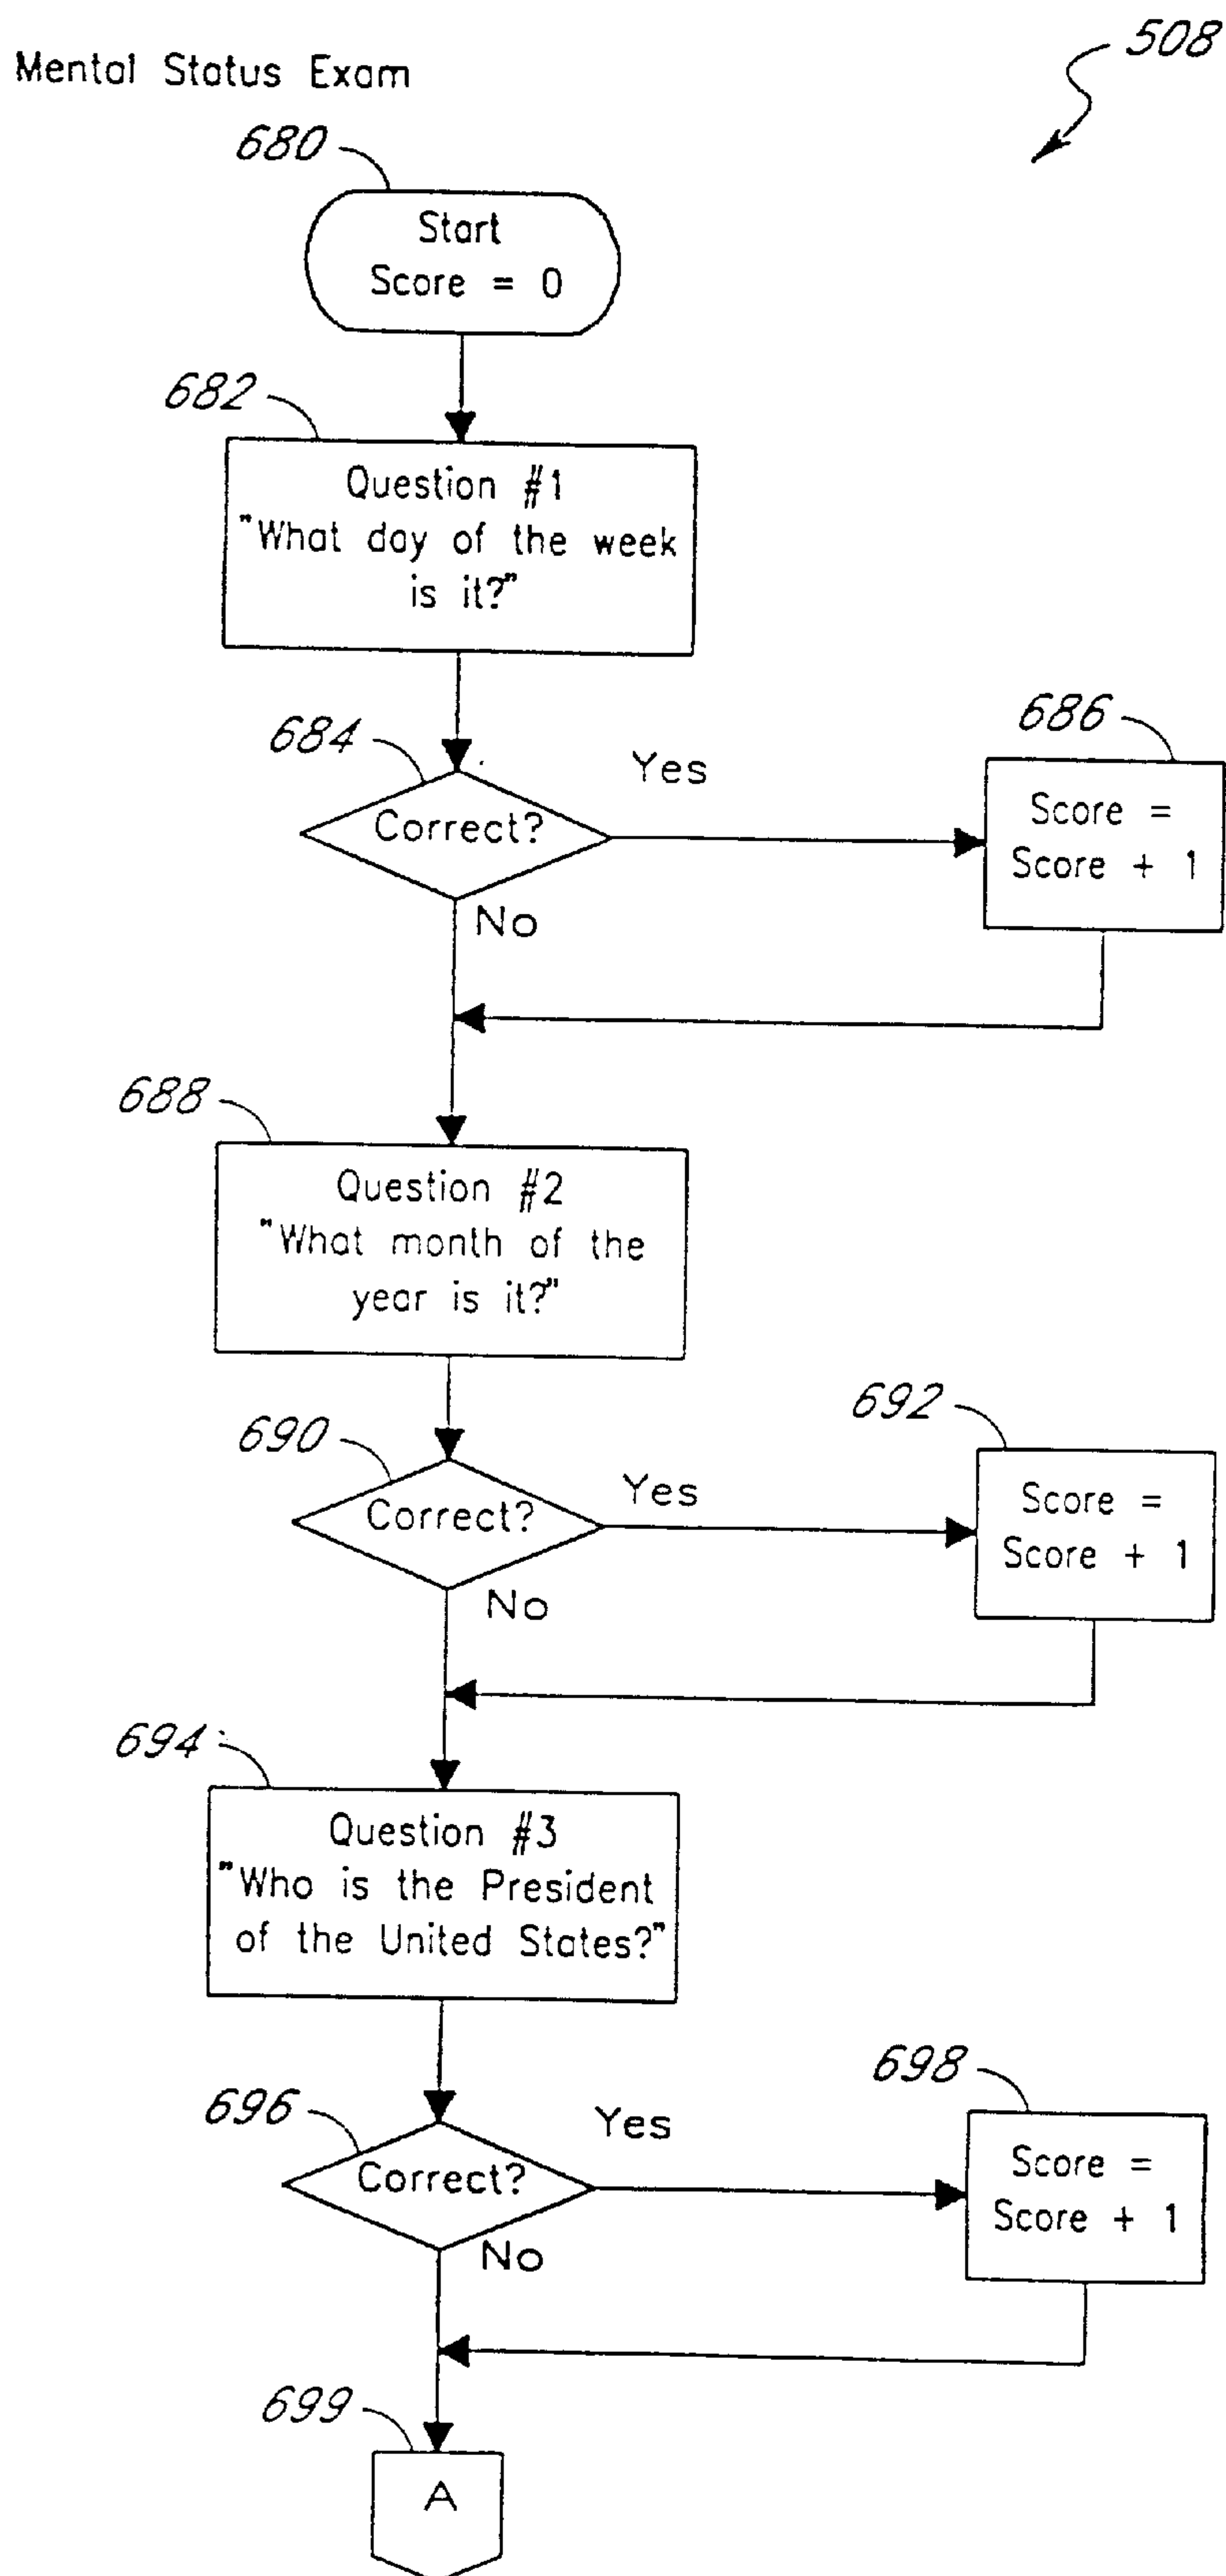 508
Mental Status Exam
680
Start
Score = 0
682
Question #1
"What day of the week
is it?"
684
Correct?
Yes
686
Score =
Score + 1
No
688
Question #2
"What month of the
year is it?"
690
Correct?
Yes
692
Score =
Score + 1
No
694
Question #3
"Who is the President
of the United States?"
696
Correct?
Yes
698
Score =
Score + 1
No
699
A